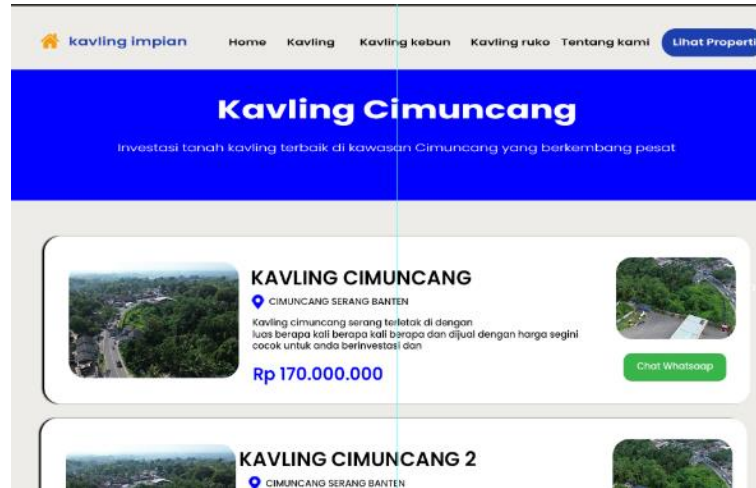 kavling impian
Home
Kavling
Kavling kebun
Kavling ruko
Tentang kami
Lihat Properti
Kavling Cimuncang
Investasi tanah kavling terbaik di kawasan Cimuncang yang berkembang pesat
KAVLING CIMUNCANG
CIMUNCANG SERANG BANTEN
Kavling cimuncang serang terletak di dengan
luas berapa kali berapa kali berapa dan dijual dengan harga segini
cocok untuk anda berinvestasi dan
Rp 170.000.000
Chat Whatsaap
KAVLING CIMUNCANG 2
CIMUNCANG SERANG BANTEN